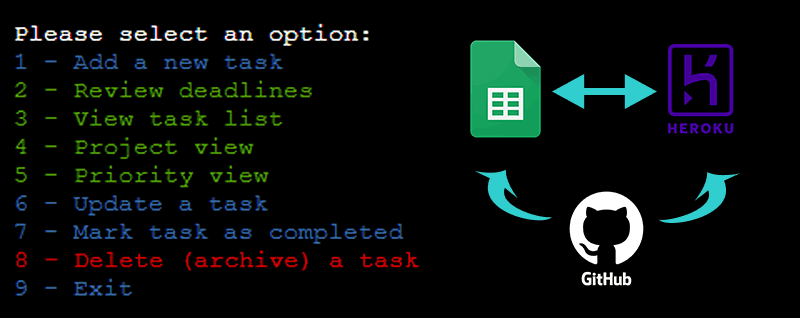 Please select an option:
1 - Add a new task
2 - Review deadlines
3 - View task list
4 - Project view
5 - Priority view
6 - Update a task
7 - Mark task as completed
8 - Delete (archive) a task
9 - Exit
HEROKU
GitHub